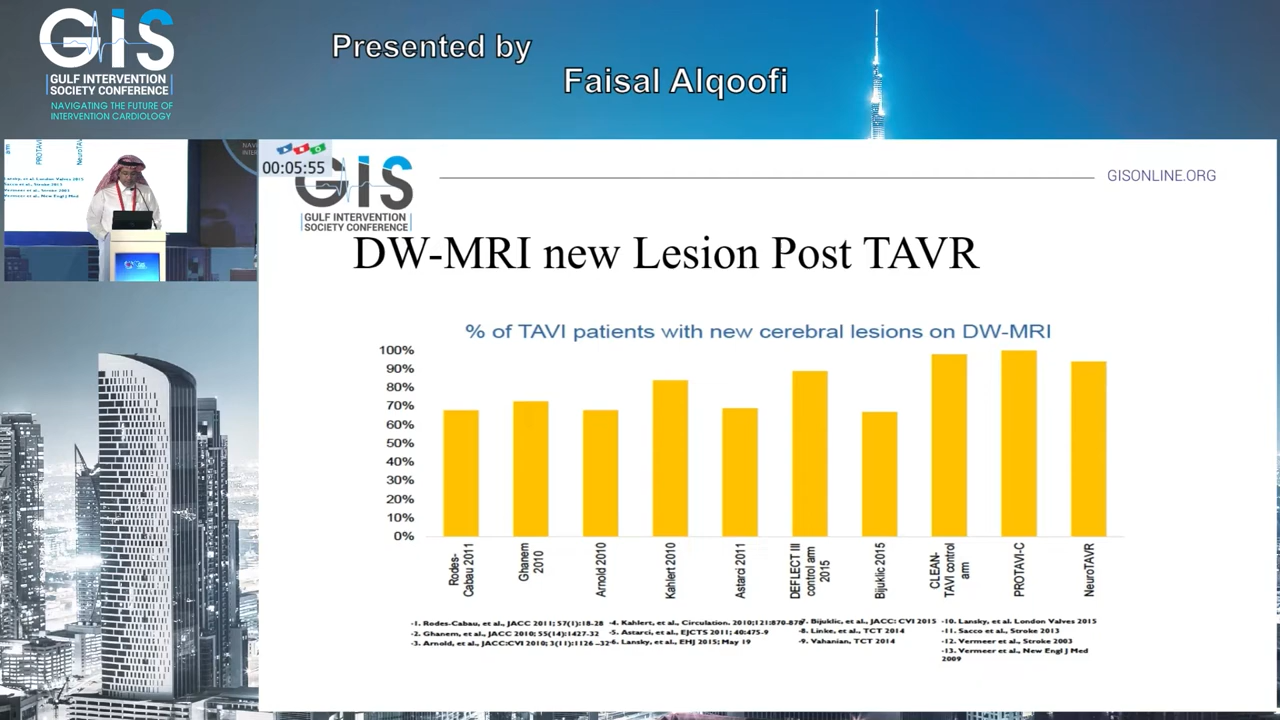 GIS
GULF INTERVENTION
SOCIETY CONFERENCE
NAVIGATING THE FUTURE OF
INTERVENTION CARDIOLOGY
Presented by
Faisal Alqoofi
00:05:55
GIS
GULF INTERVENTION
SOCIETY CONFERENCE
GISONLINE.ORG
DW-MRI new Lesion Post TAVR
% of TAVI patients with new cerebral lesions on DW-MRI
100%
90%
80%
70%
60%
50%
40%
30%
20%
10%
0%
Rodes-
Cabau 2011
Ghanem
2010
Arnold 2010
Kahlert 2010
Astarci 2011
DEFLECT III
control arm
2015
Bijuklic 2015
CLEAN-
TAVI control
arm
PROTAVI-C
NeuroTAVR
-1. Rodes-Cabau, et al., JACC 2011; 57(1):18-28
-2. Ghanem, et al., JACC 2010; 55(14):1427-32
-3. Arnold, et al., JACC:CVI 2010; 3(11):1126 –32
-4. Kahlert, et al., Circulation. 2010;121:870-878
-5. Astarci, et al., EJCTS 2011; 40:475-9
-6. Lansky, et al., EHJ 2015; May 19
-7. Bijuklic, et al., JACC: CVI 2015
-8. Linke, et al., TCT 2014
-9. Vahanian, TCT 2014
-10. Lansky, et al. London Valves 2015
-11. Sacco et al., Stroke 2013
-12. Vermeer et al., Stroke 2003
-13. Vermeer et al., New Engl J Med
2009